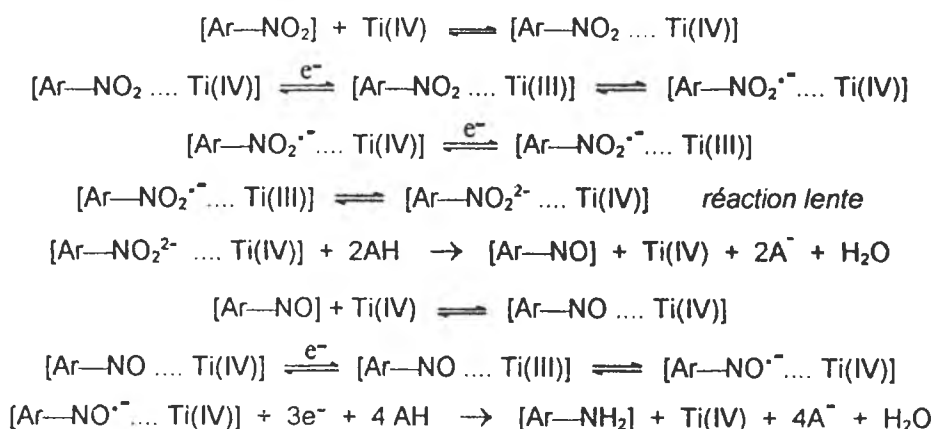 [Ar—NO₂] + Ti(IV) ⇌ [Ar—NO₂ .... Ti(IV)]
[Ar—NO₂ .... Ti(IV)] e⁻ ⇌ [Ar—NO₂ .... Ti(III)] ⇌ [Ar—NO₂•⁻ .... Ti(IV)]
[Ar—NO₂•⁻ .... Ti(IV)] e⁻ ⇌ [Ar—NO₂•⁻ .... Ti(III)]
[Ar—NO₂•⁻ .... Ti(III)] ⇌ [Ar—NO₂²⁻ .... Ti(IV)] réaction lente
[Ar—NO₂²⁻ .... Ti(IV)] + 2AH → [Ar—NO] + Ti(IV) + 2A⁻ + H₂O
[Ar—NO] + Ti(IV) ⇌ [Ar—NO .... Ti(IV)]
[Ar—NO .... Ti(IV)] e⁻ ⇌ [Ar—NO .... Ti(III)] ⇌ [Ar—NO•⁻ .... Ti(IV)]
[Ar—NO•⁻ .... Ti(IV)] + 3e⁻ + 4 AH → [Ar—NH₂] + Ti(IV) + 4A⁻ + H₂O